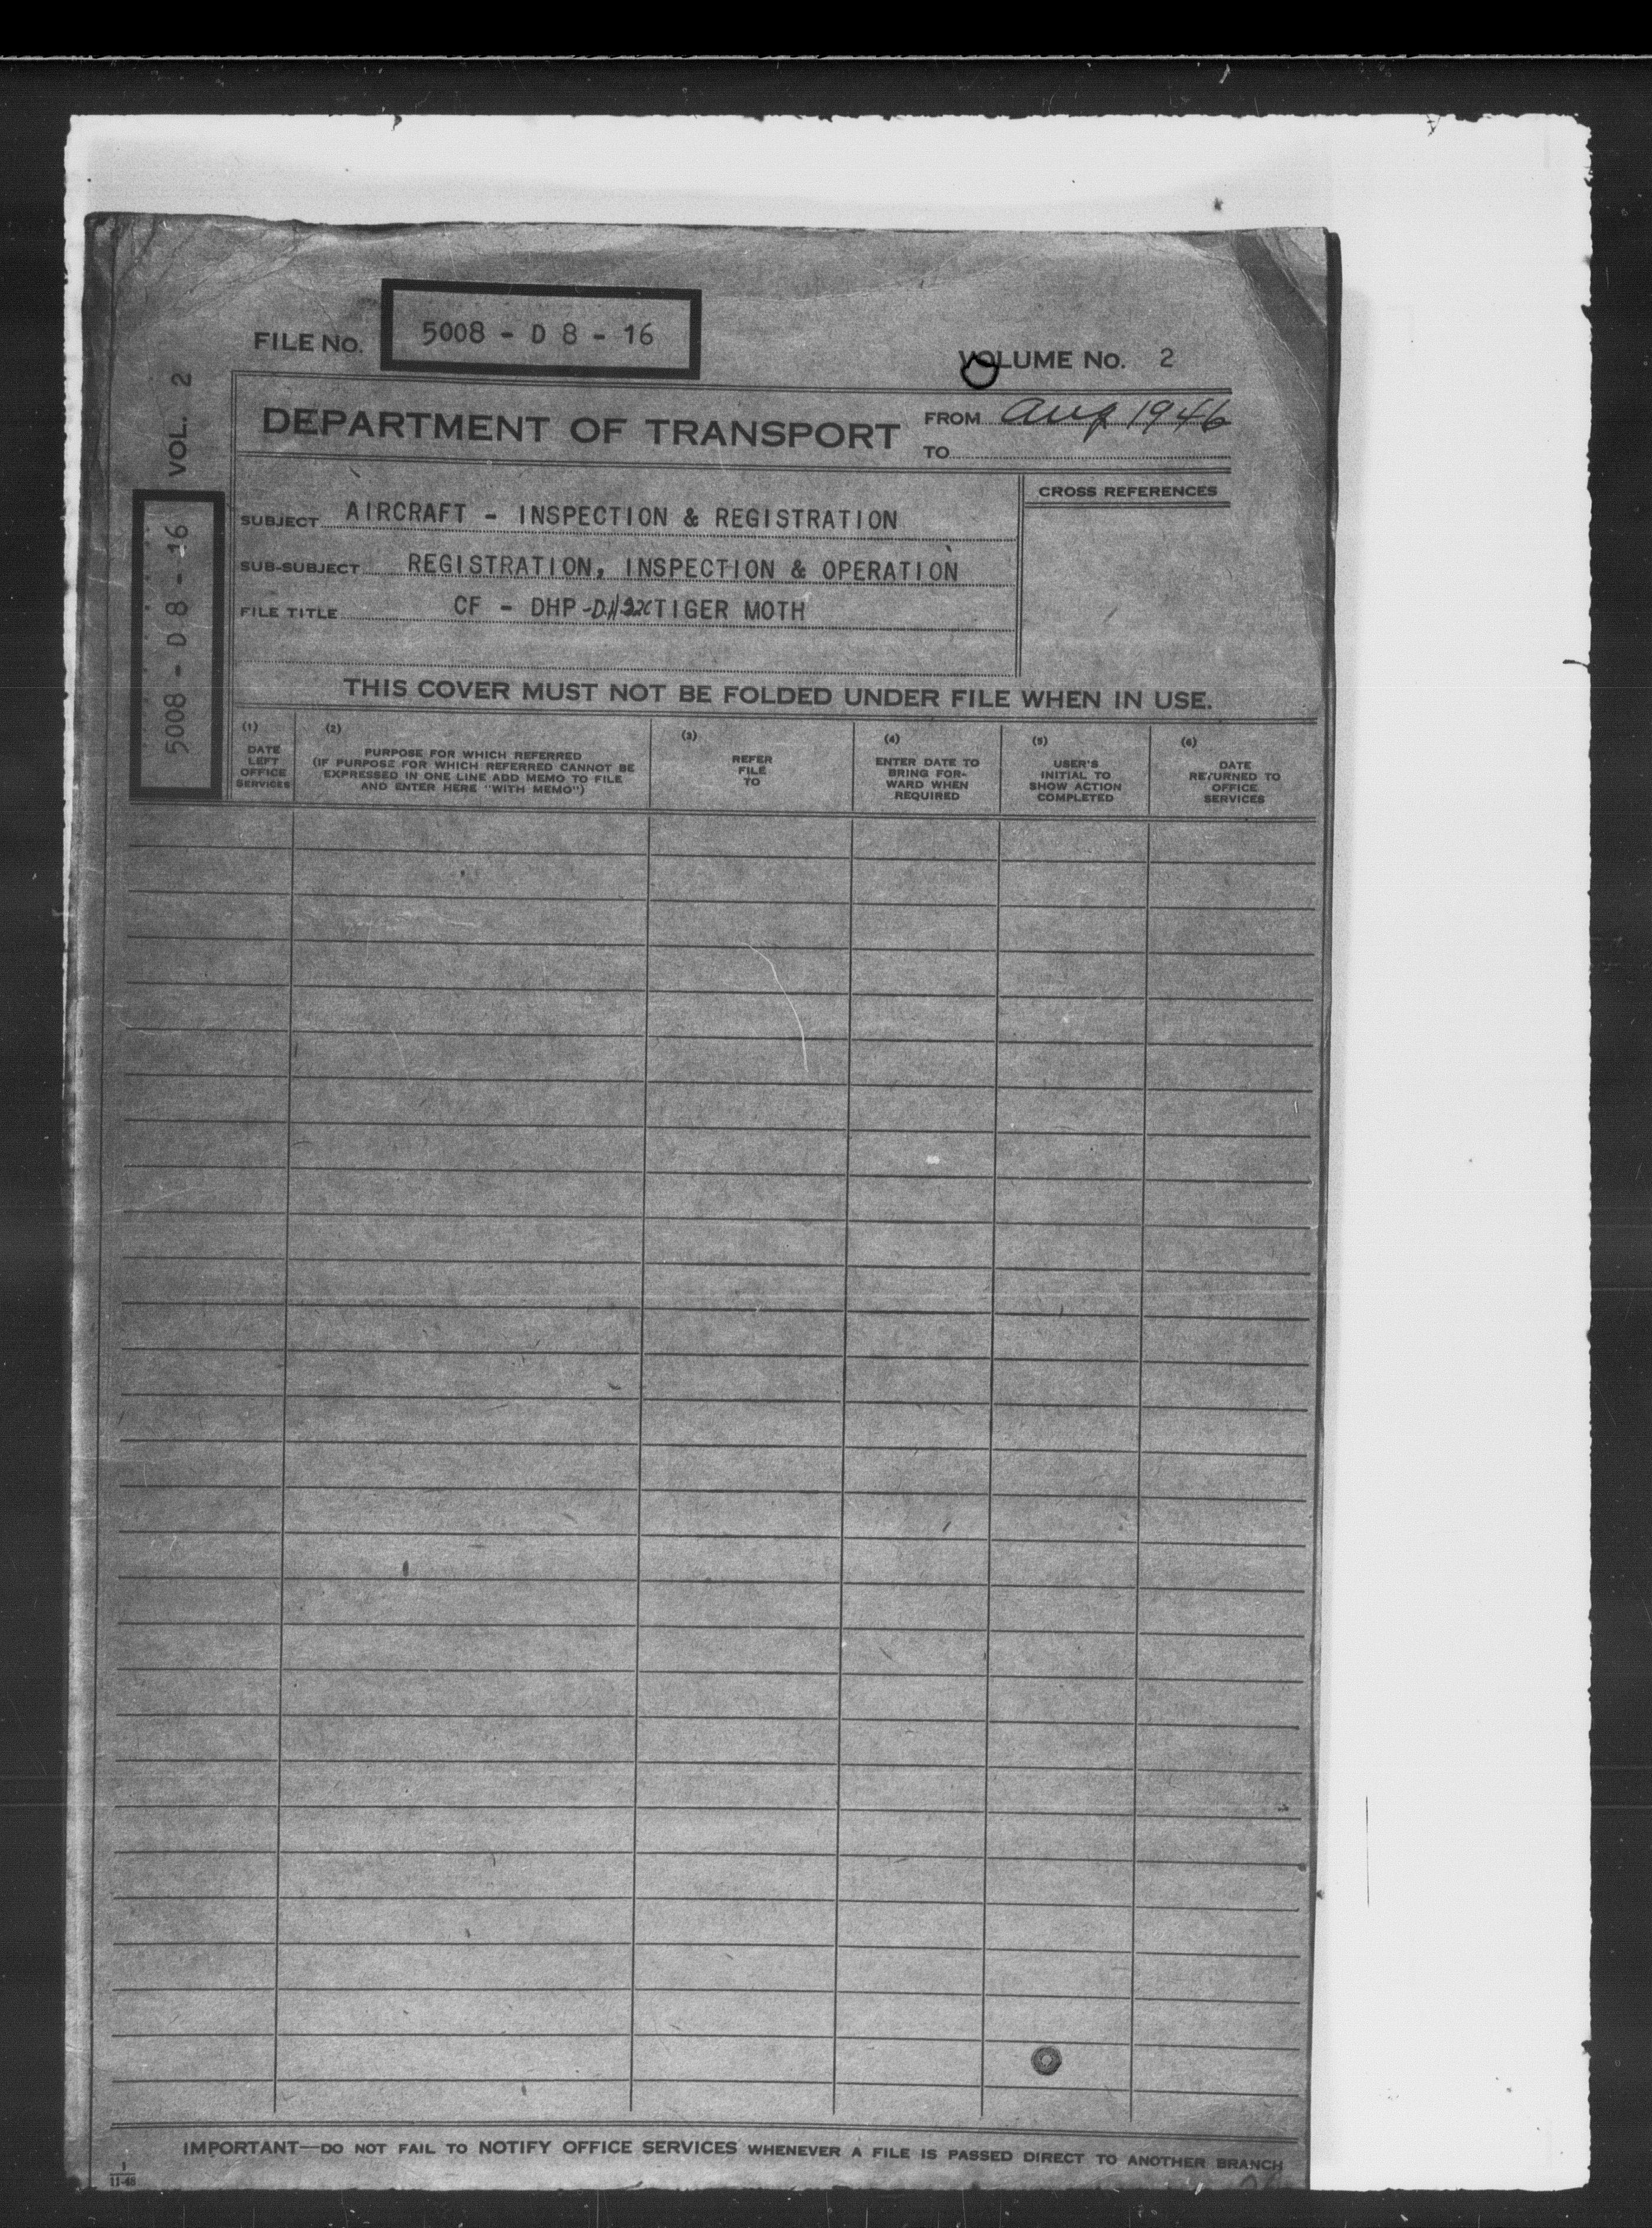 FILE NO. 5008 - D 8 - 16
VOLUME NO. 2
VOL. 2
5008 - D 8 - 16
DEPARTMENT OF TRANSPORT
FROM Aug 1946
TO
CROSS REFERENCES
SUBJECT AIRCRAFT - INSPECTION & REGISTRATION
SUB-SUBJECT REGISTRATION, INSPECTION & OPERATION
FILE TITLE CF - DHP - TIGER MOTH
THIS COVER MUST NOT BE FOLDED UNDER FILE WHEN IN USE.
(1)
DATE
LEFT
OFFICE
SERVICES
(2)
PURPOSE FOR WHICH REFERRED
(IF PURPOSE FOR WHICH REFERRED CANNOT BE
EXPRESSED IN ONE LINE ADD MEMO TO FILE
AND ENTER HERE "WITH MEMO")
(3)
REFER
FILE
TO
(4)
ENTER DATE TO
BRING FOR-
WARD WHEN
REQUIRED
(5)
USER'S
INITIAL TO
SHOW ACTION
COMPLETED
(6)
DATE
RETURNED TO
OFFICE
SERVICES
IMPORTANT—DO NOT FAIL TO NOTIFY OFFICE SERVICES WHENEVER A FILE IS PASSED DIRECT TO ANOTHER BRANCH
1
11-48